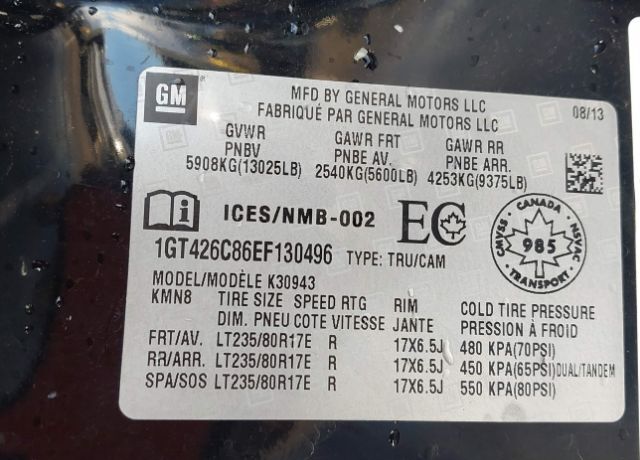 GM
MFD BY GENERAL MOTORS LLC
FABRIQUÉ PAR GENERAL MOTORS LLC
08/13
GVWR GAWR FRT GAWR RR
PNBV PNBE AV. PNBE ARR.
5908KG(13025LB) 2540KG(5600LB) 4253KG(9375LB)
ICES/NMB-002 EC
CANADA CMVSS 985 NSVAC TRANSPORT
1GT426C86EF130496 TYPE: TRU/CAM
MODEL/MODÈLE K30943
KMN8 TIRE SIZE SPEED RTG RIM COLD TIRE PRESSURE
DIM. PNEU COTE VITESSE JANTE PRESSION À FROID
FRT/AV. LT235/80R17E R 17X6.5J 480 KPA(70PSI)
RR/ARR. LT235/80R17E R 17X6.5J 450 KPA(65PSI)DUAL/TANDEM
SPA/SOS LT235/80R17E R 17X6.5J 550 KPA(80PSI)